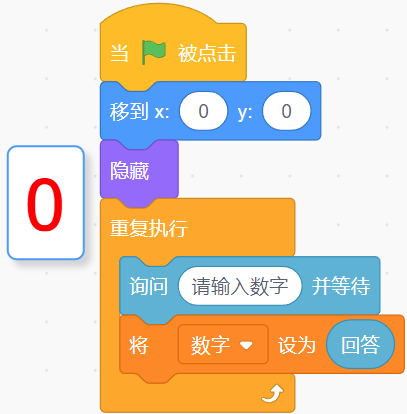 当 被点击
移到 x: 0 y: 0
隐藏
0
重复执行
询问 请输入数字 并等待
将 数字 设为 回答